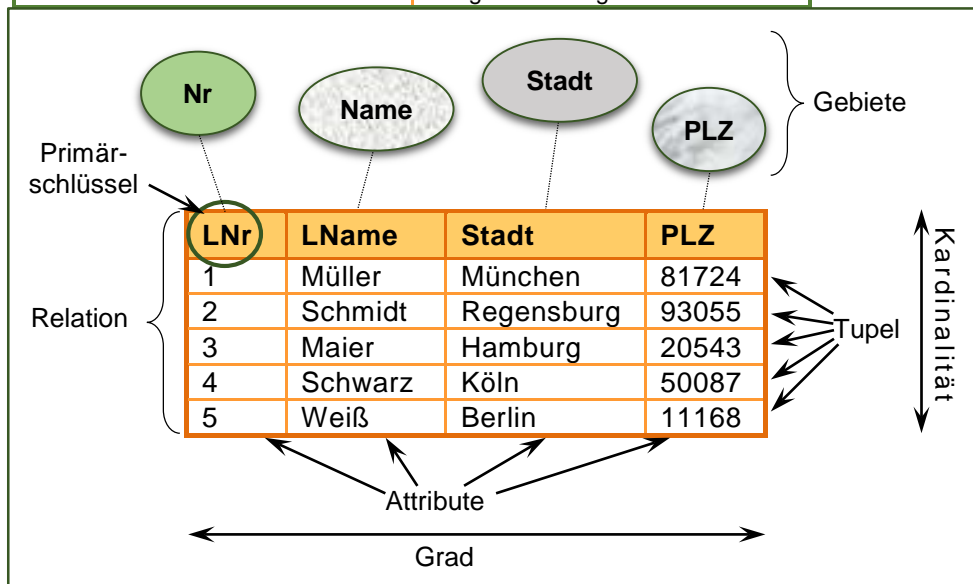 Nr
Name
Stadt
PLZ
Gebiete
Primär-
schlüssel
LNr LName Stadt PLZ
1 Müller München 81724
2 Schmidt Regensburg 93055
3 Maier Hamburg 20543
4 Schwarz Köln 50087
5 Weiß Berlin 11168
Relation
Tupel
Kardinalität
Attribute
Grad